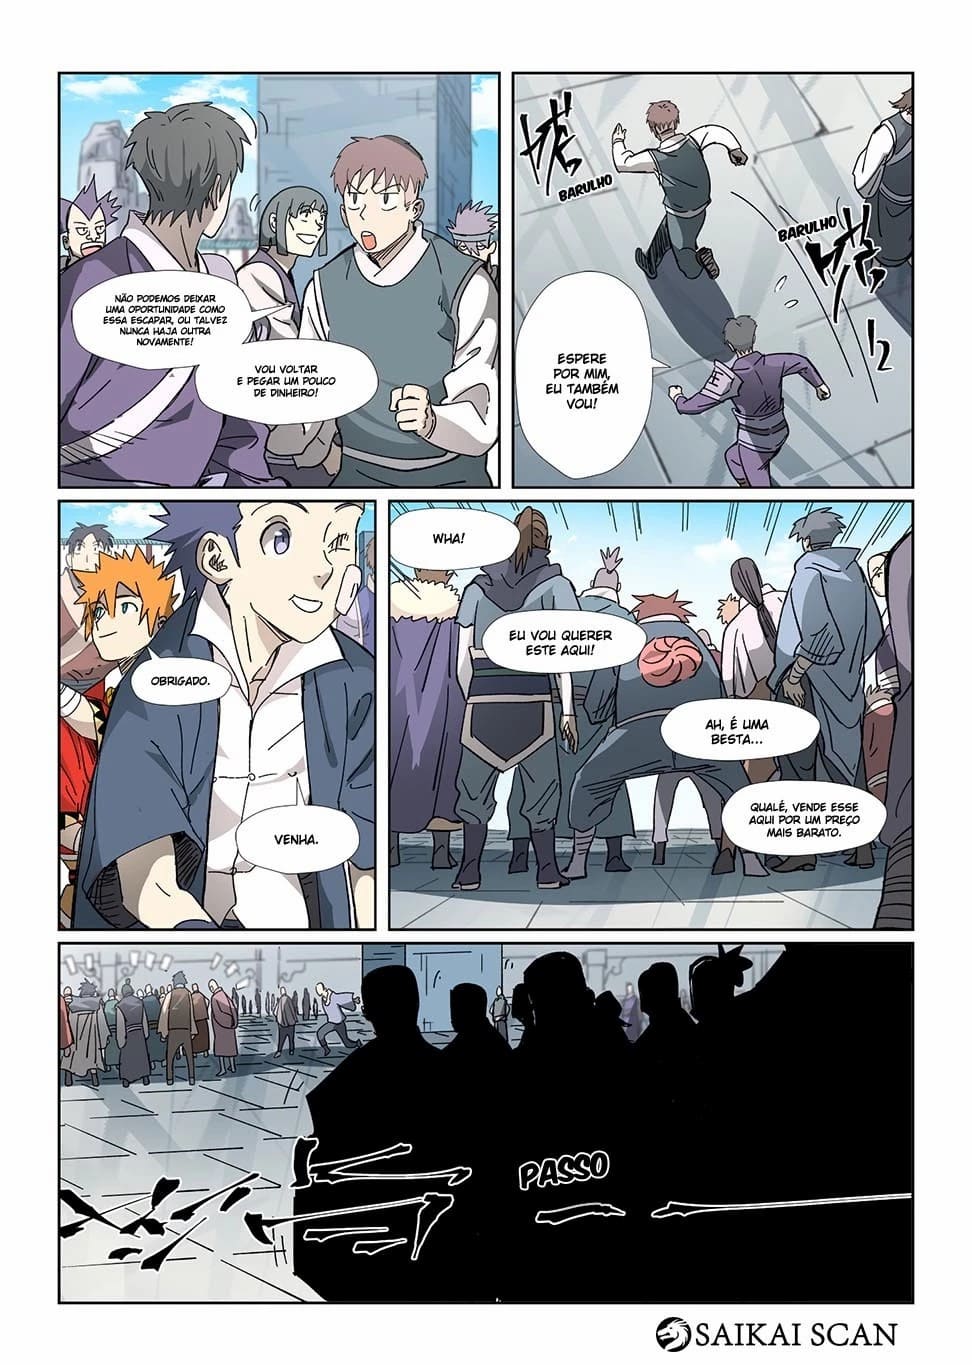 NÃO PODEMOS DEIXAR
UMA OPORTUNIDADE COMO
ESSA ESCAPAR, OU TALVEZ
NUNCA HAJA OUTRA
NOVAMENTE!
VOU VOLTAR
E PEGAR UM POUCO
DE DINHEIRO!
BARULHO
BARULHO
ESPERE
POR MIM,
EU TAMBÉM
VOU!
OBRIGADO.
VENHA.
WHA!
EU VOU QUERER
ESTE AQUI!
AH, É UMA
BESTA...
QUALÉ, VENDE ESSE
AQUI POR UM PREÇO
MAIS BARATO.
PASSO
SAIKAI SCAN